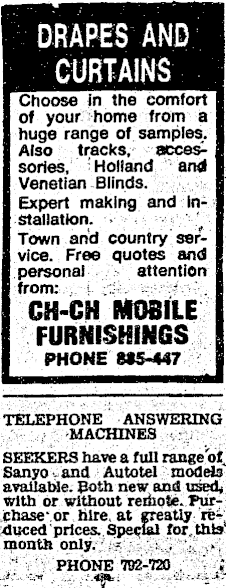 DRAPES AND
CURTAINS
Choose in the comfort
of your home from a
huge range of samples.
Also tracks, acces-
sories, Holland and
Venetian Blinds.
Expert making and in-
stallation.
Town and country ser-
vice. Free quotes and
personal attention
from:
CH-CH MOBILE
FURNISHINGS
PHONE 885-447
TELEPHONE ANSWERING
MACHINES
SEEKERS have a full range of
Sanyo and Autotel models
available. Both new and used,
with or without remote. Pur-
chase or hire at greatly re-
duced prices. Special for this
month only.
PHONE 792-720